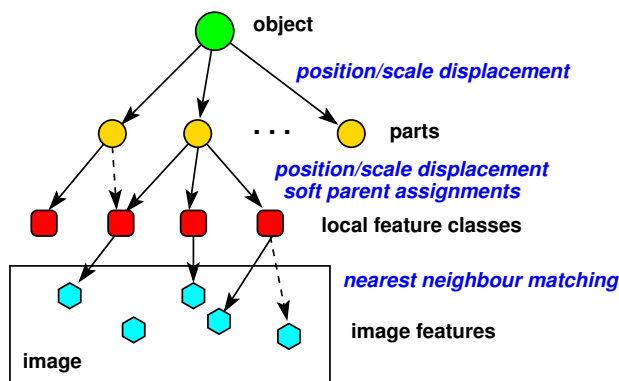 object
position/scale displacement
. . .
parts
position/scale displacement
soft parent assignments
local feature classes
nearest neighbour matching
image features
image